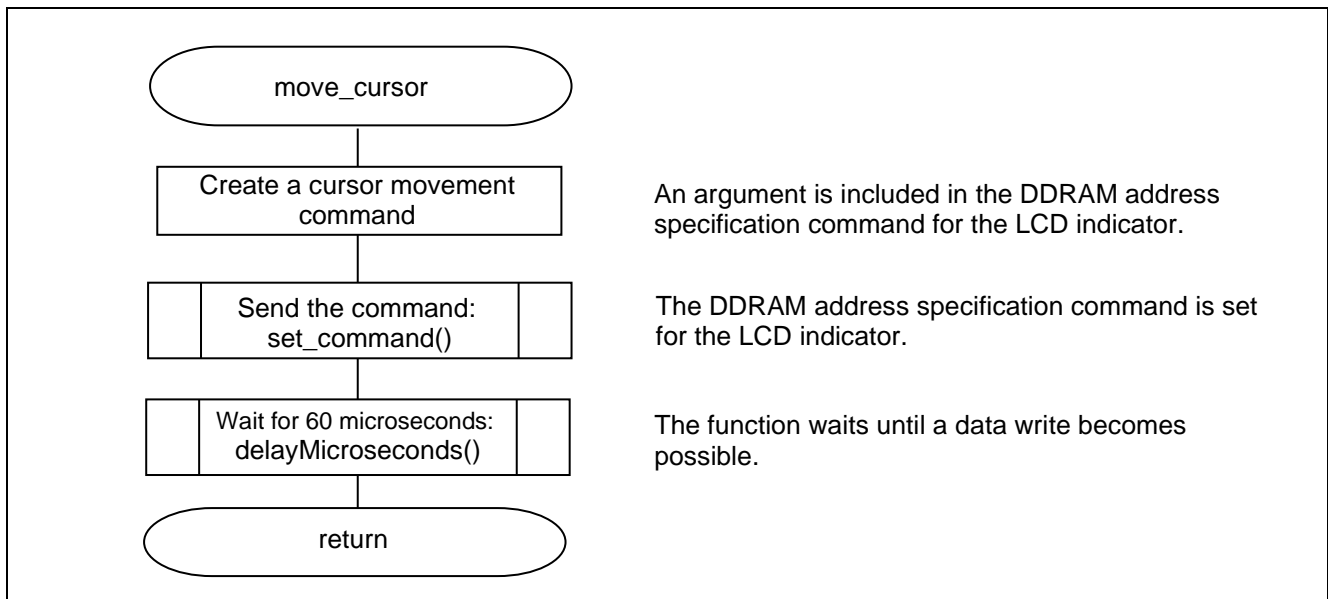 move_cursor
Create a cursor movement
command
An argument is included in the DDRAM address
specification command for the LCD indicator.
Send the command:
set_command()
The DDRAM address specification command is set
for the LCD indicator.
Wait for 60 microseconds:
delayMicroseconds()
The function waits until a data write becomes
possible.
return